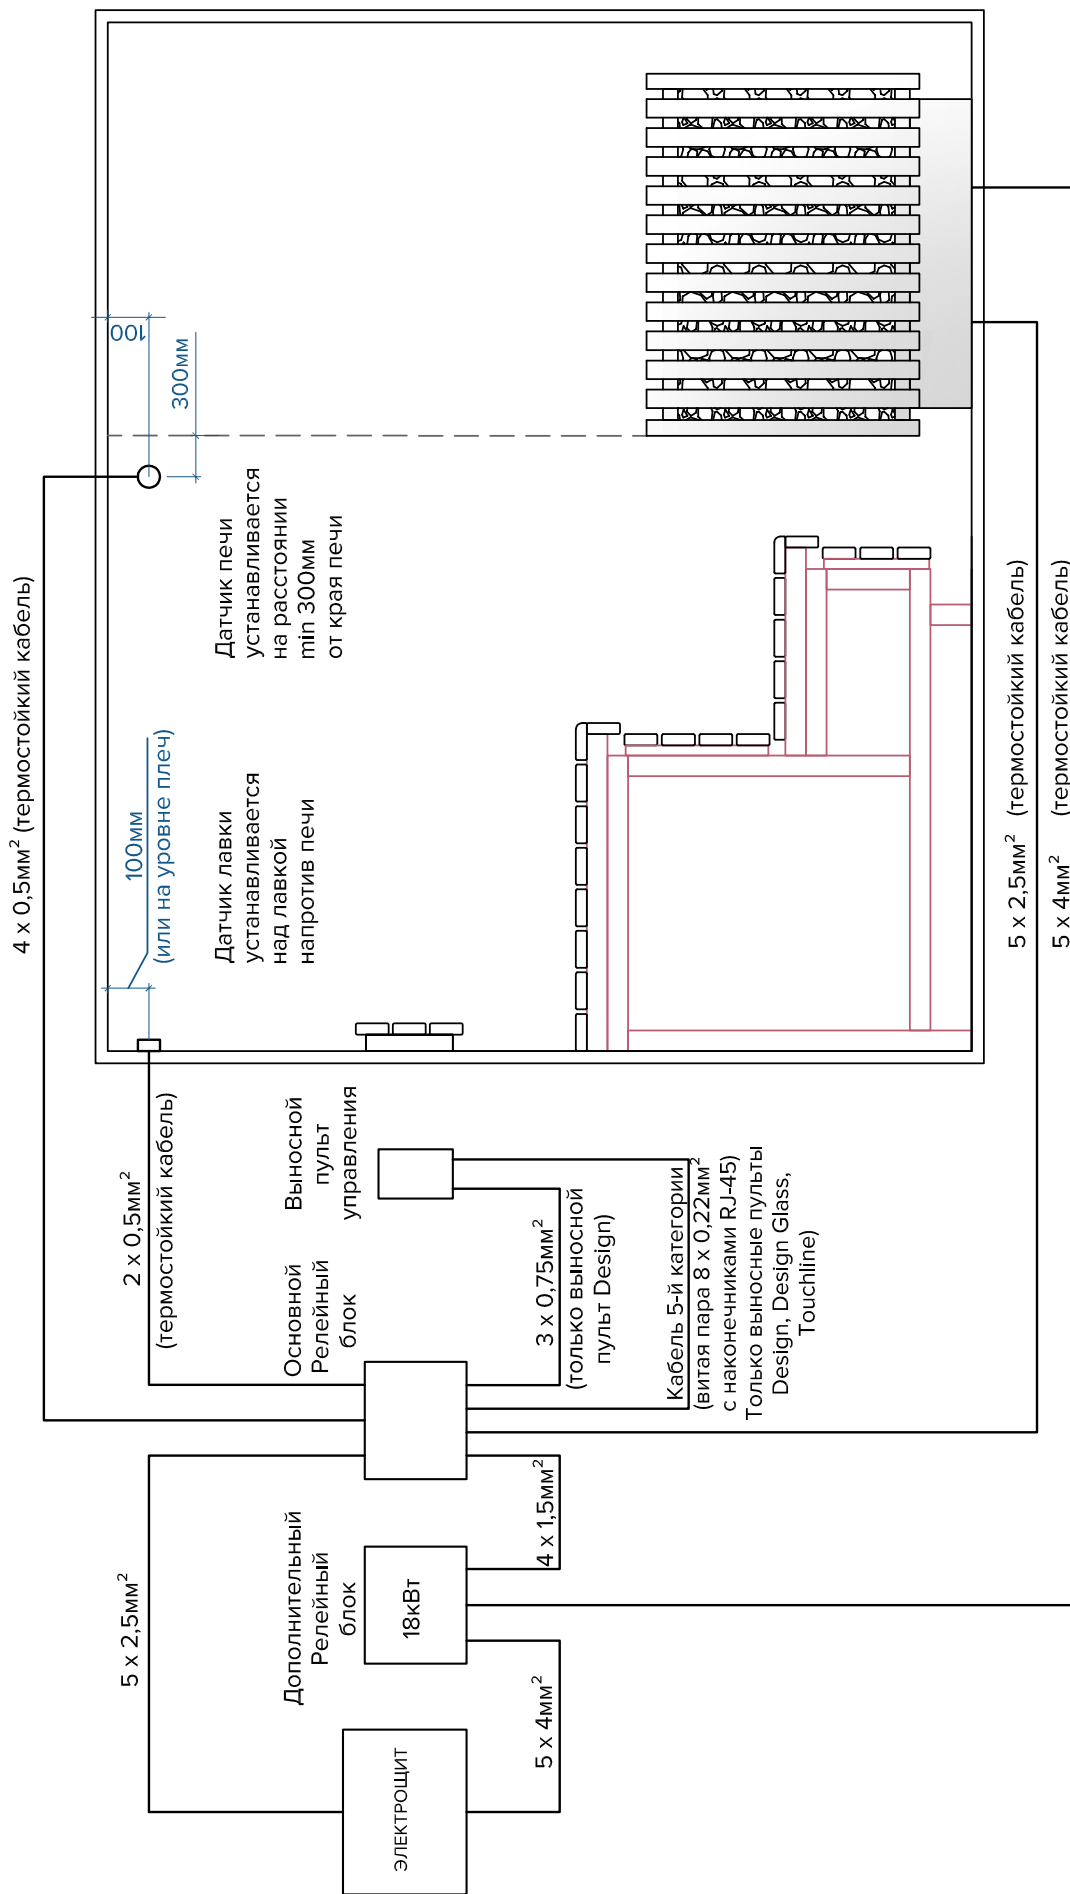 4 x 0,5мм² (термостойкий кабель)
100
300мм
100мм
(или на уровне плеч)
Датчик печи
устанавливается
на расстоянии
min 300мм
от края печи
Датчик лавки
устанавливается
над лавкой
напротив печи
2 x 0,5мм²
(термостойкий кабель)
5 x 2,5мм²
ЭЛЕКТРОЩИТ
Дополнительный
Релейный
блок
18кВт
Основной
Релейный
блок
Выносной
пульт
управления
5 x 4мм²
4 x 1,5мм²
3 x 0,75мм²
(только выносной
пульт Design)
Кабель 5-й категории
(витая пара 8 x 0,22мм²
с наконечниками RJ-45)
Только выносные пульты
Design, Design Glass,
Touchline)
5 x 2,5мм² (термостойкий кабель)
5 x 4мм² (термостойкий кабель)